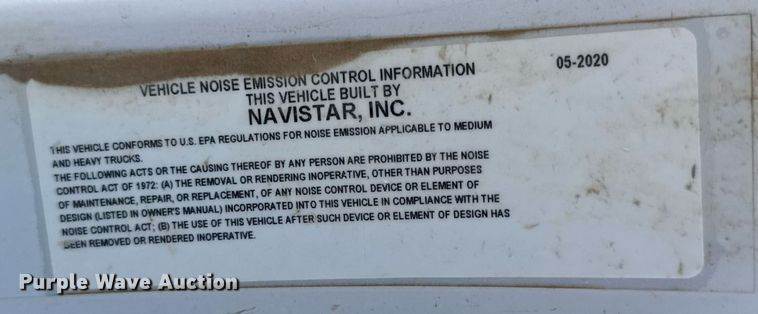 VEHICLE NOISE EMISSION CONTROL INFORMATION
05-2020
THIS VEHICLE BUILT BY
NAVISTAR, INC.
THIS VEHICLE CONFORMS TO U.S. EPA REGULATIONS FOR NOISE EMISSION APPLICABLE TO MEDIUM
AND HEAVY TRUCKS.
THE FOLLOWING ACTS OR THE CAUSING THEREOF BY ANY PERSON ARE PROHIBITED BY THE NOISE
CONTROL ACT OF 1972: (A) THE REMOVAL OR RENDERING INOPERATIVE, OTHER THAN PURPOSES
OF MAINTENANCE, REPAIR, OR REPLACEMENT, OF ANY NOISE CONTROL DEVICE OR ELEMENT OF
DESIGN (LISTED IN OWNER'S MANUAL) INCORPORATED INTO THIS VEHICLE IN COMPLIANCE WITH THE
NOISE CONTROL ACT; (B) THE USE OF THIS VEHICLE AFTER SUCH DEVICE OR ELEMENT OF DESIGN HAS
BEEN REMOVED OR RENDERED INOPERATIVE.
Purple Wave Auction